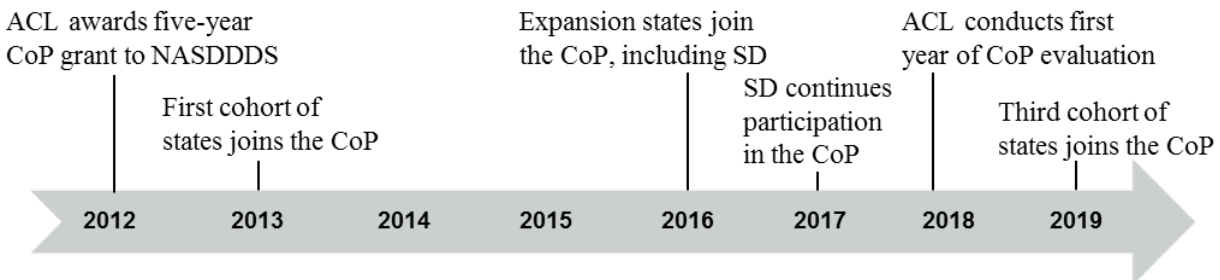 ACL awards five-year
CoP grant to NASDDDS
First cohort of
states joins the CoP
Expansion states join
the CoP, including SD
SD continues
participation
in the CoP
ACL conducts first
year of CoP evaluation
Third cohort of
states joins the CoP
2012 2013 2014 2015 2016 2017 2018 2019